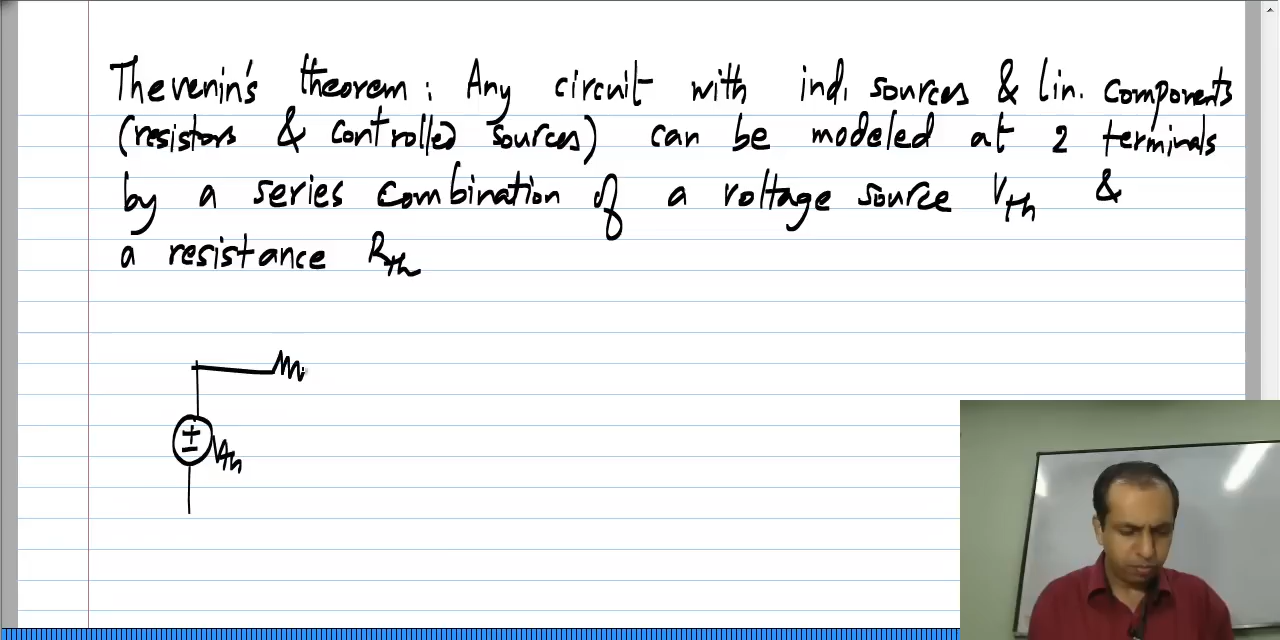 Thevenin's theorem: Any circuit with ind. sources & lin. components
(resistors & controlled sources) can be modeled at 2 terminals
by a series combination of a voltage source Vth &
a resistance Rth
Vth